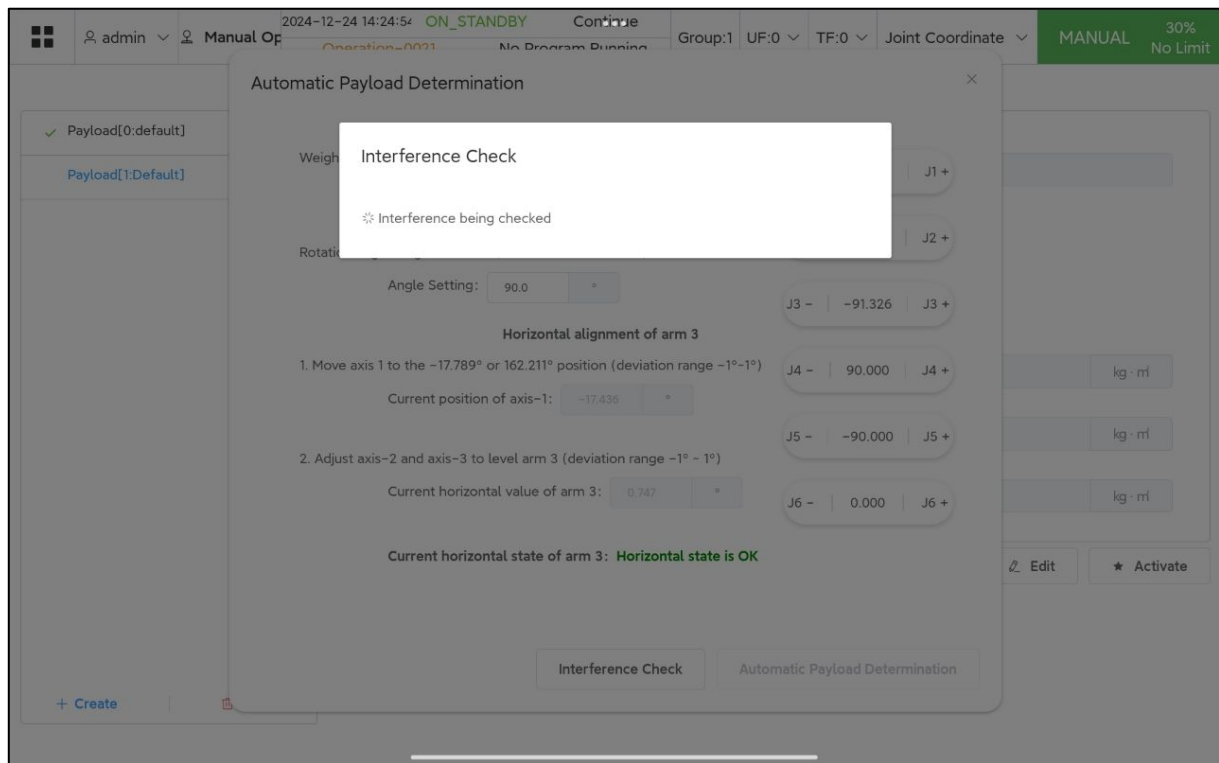 2024-12-24 14:24:54 ON_STANDBY Continue
30%
admin Manual Op Group:1 UF:0 TF:0 Joint Coordinate MANUAL
Operation-0021 No Program Running No Limit
Automatic Payload Determination
Payload[0:default]
Interference Check
Weigh J1 +
Payload[1:Default]
Interference being checked
J2 +
Angle Setting: 90.0 °
J3 - -91.326 J3 +
Horizontal alignment of arm 3
1. Move axis 1 to the -17.789° or 162.211° position (deviation range -1°-1°)
J4 - 90.000 J4 + kg · ㎡
Current position of axis-1: -17.436 °
J5 - -90.000 J5 + kg · ㎡
2. Adjust axis-2 and axis-3 to level arm 3 (deviation range -1° - 1°)
Current horizontal value of arm 3: 0.747 °
J6 - 0.000 J6 + kg · ㎡
Current horizontal state of arm 3: Horizontal state is OK
Edit Activate
Interference Check Automatic Payload Determination
+ Create